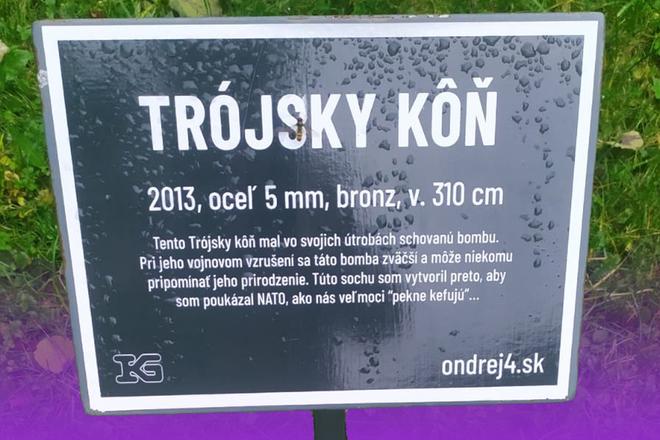 TRÓJSKY KÔŇ
2013, oceľ 5 mm, bronz, v. 310 cm
Tento Trójsky kôň mal vo svojich útrobách schovanú bombu.
Pri jeho vojnovom vzrušení sa táto bomba zväčší a môže niekomu
pripomínať jeho prirodzenie. Túto sochu som vytvoril preto, aby
som poukázal NATO, ako nás veľmoci "pekne kefujú"...
KG
ondrej4.sk